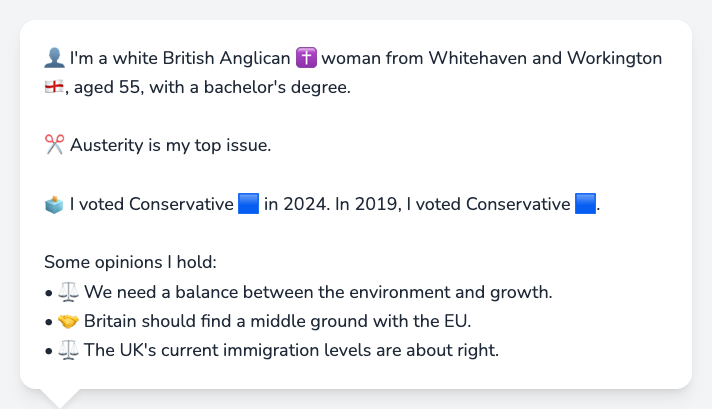 👤 I'm a white British Anglican ✝️ woman from Whitehaven and Workington
🏴󠁧󠁢󠁥󠁮󠁧󠁿, aged 55, with a bachelor's degree.
✂️ Austerity is my top issue.
🗳️ I voted Conservative 🟦 in 2024. In 2019, I voted Conservative 🟦.
Some opinions I hold:
• ⚖️ We need a balance between the environment and growth.
• 🤝 Britain should find a middle ground with the EU.
• ⚖️ The UK's current immigration levels are about right.